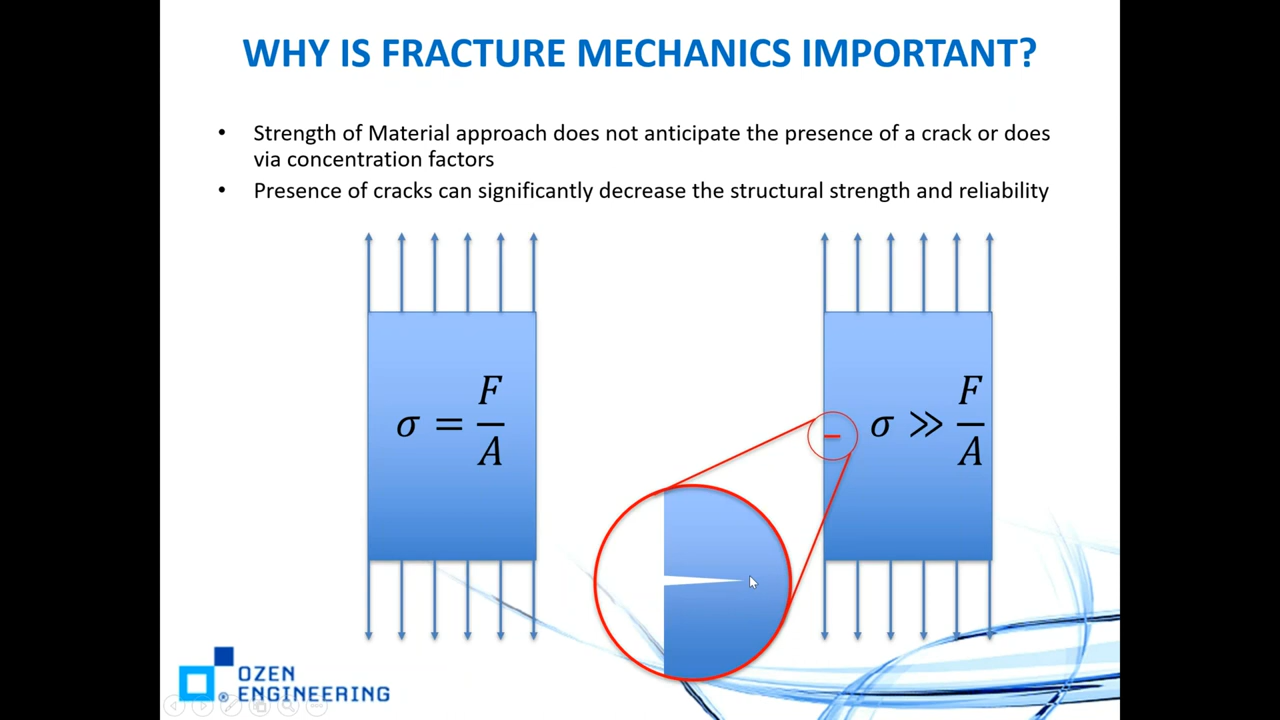 WHY IS FRACTURE MECHANICS IMPORTANT?
• Strength of Material approach does not anticipate the presence of a crack or does
via concentration factors
• Presence of cracks can significantly decrease the structural strength and reliability
σ = F/A
σ ≫ F/A
OZEN
ENGINEERING